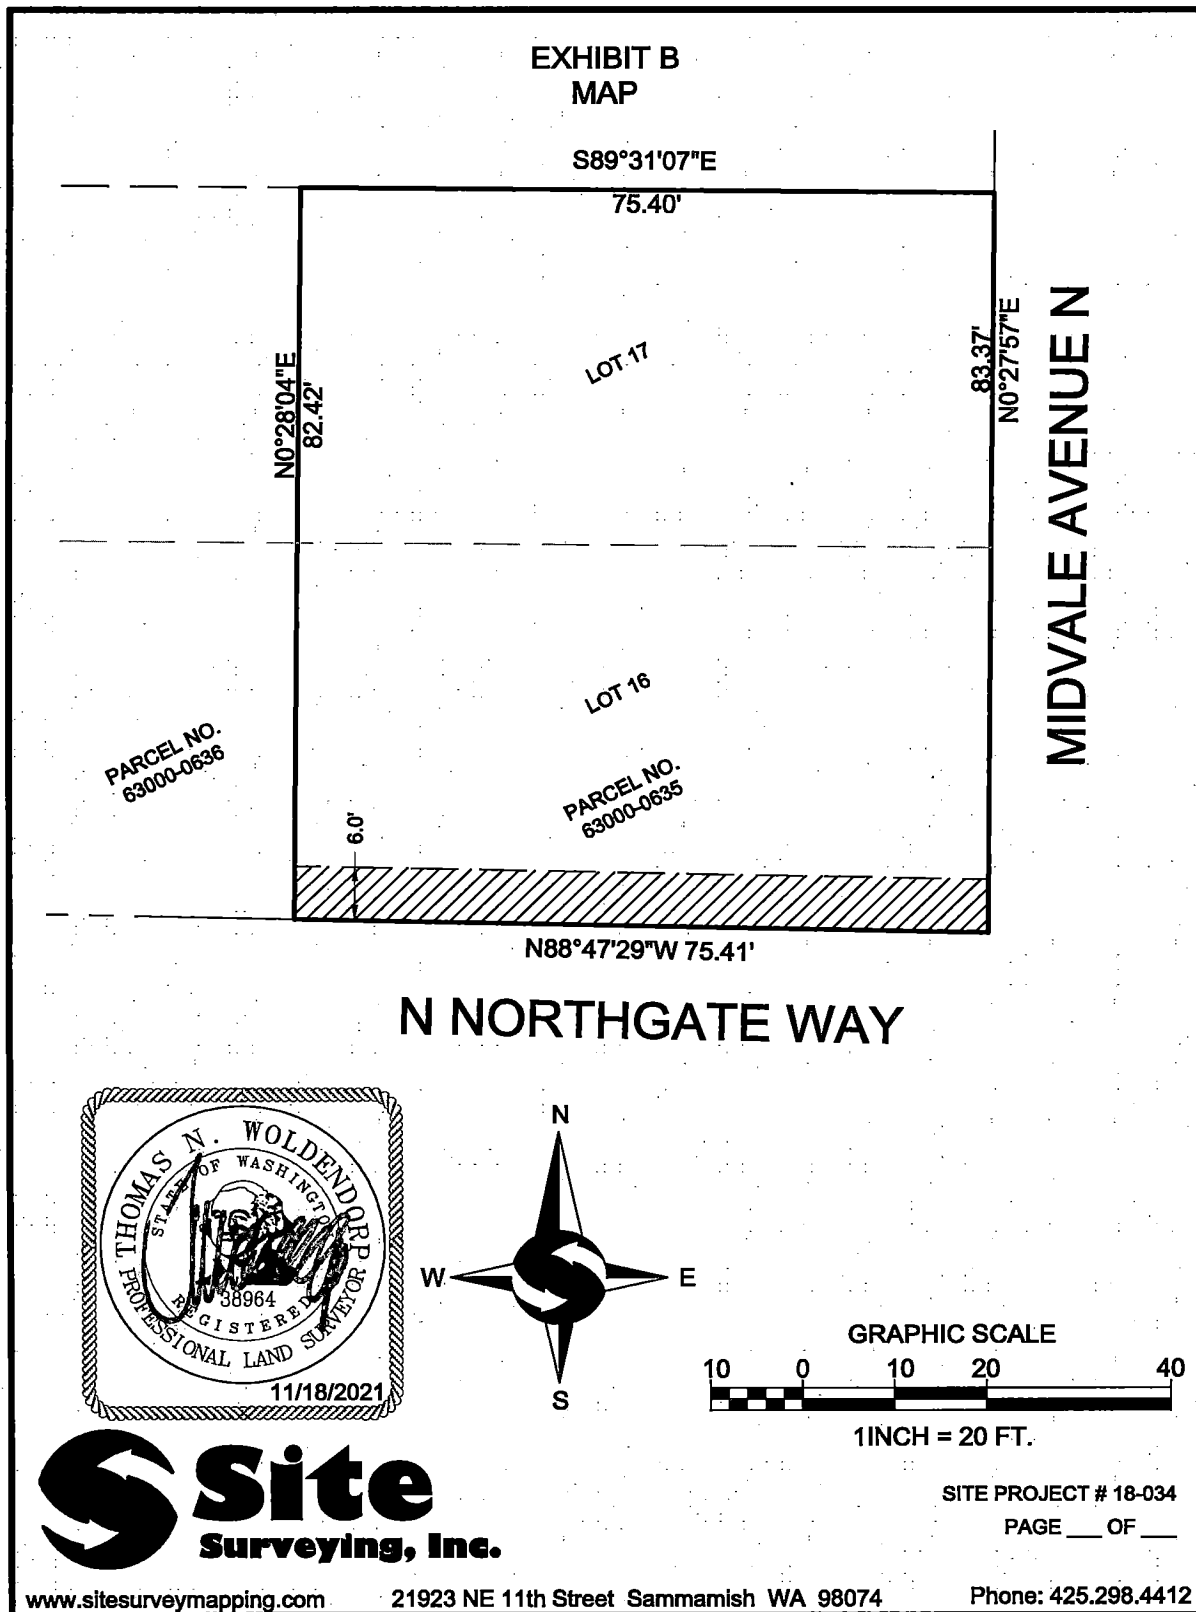 EXHIBIT B
MAP
S89°31'07"E
75.40'
N0°28'04"E
82.42'
LOT 17
83.37'
N0°27'57"E
MIDVALE AVENUE N
LOT 16
PARCEL NO.
63000-0636
PARCEL NO.
63000-0635
6.0'
N88°47'29"W 75.41'
N NORTHGATE WAY
THOMAS N. WOLDENDORP
STATE OF WASHINGTON
38964
REGISTERED
PROFESSIONAL LAND SURVEYOR
11/18/2021
N
W
E
S
GRAPHIC SCALE
10 0 10 20 40
1INCH = 20 FT.
Site
Surveying, Inc.
SITE PROJECT # 18-034
PAGE ___ OF ___
www.sitesurveymapping.com 21923 NE 11th Street Sammamish WA 98074 Phone: 425.298.4412